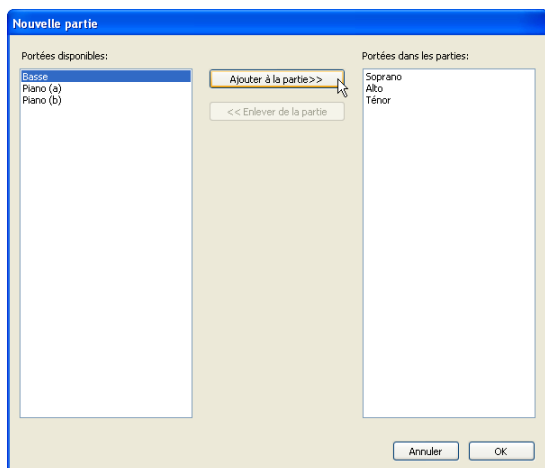 Nouvelle partie
Portées disponibles:
Portées dans les parties:
Basse
Piano (a)
Piano (b)
Ajouter à la partie>>
<< Enlever de la partie
Soprano
Alto
Ténor
Annuler
OK